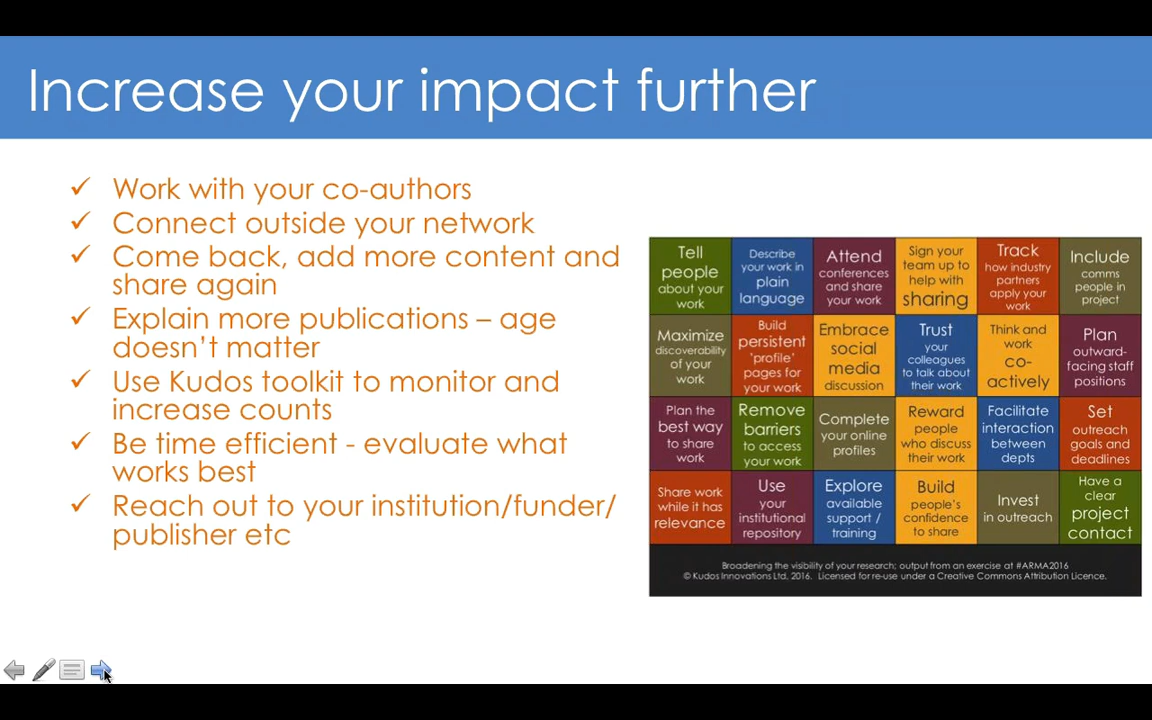 Increase your impact further
✓ Work with your co-authors
✓ Connect outside your network
✓ Come back, add more content and
share again
✓ Explain more publications – age
doesn't matter
✓ Use Kudos toolkit to monitor and
increase counts
✓ Be time efficient - evaluate what
works best
✓ Reach out to your institution/funder/
publisher etc
Tell
people
about your
work
Describe
your work in
plain
language
Attend
conferences
and share
your work
Sign your
team up to
help with
sharing
Track
how industry
partners
apply your
work
Include
comms
people in
project
Maximize
discoverability
of your
work
Build
persistent
'profile'
pages for
your work
Embrace
social
media
discussion
Trust
your
colleagues
to talk about
their work
Think and
work
co-
actively
Plan
outward-
facing staff
positions
Plan the
best way
to share
work
Remove
barriers
to access
your work
Complete
your online
profiles
Reward
people
who discuss
their work
Facilitate
interaction
between
depts
Set
outreach
goals and
deadlines
Share work
while it has
relevance
Use
your
institutional
repository
Explore
available
support /
training
Build
people's
confidence
to share
Invest
in outreach
Have a
clear
project
contact
Broadening the visibility of your research; output from an exercise at #ARMA2016
© Kudos Innovations Ltd, 2016. Licensed for re-use under a Creative Commons Attribution Licence.